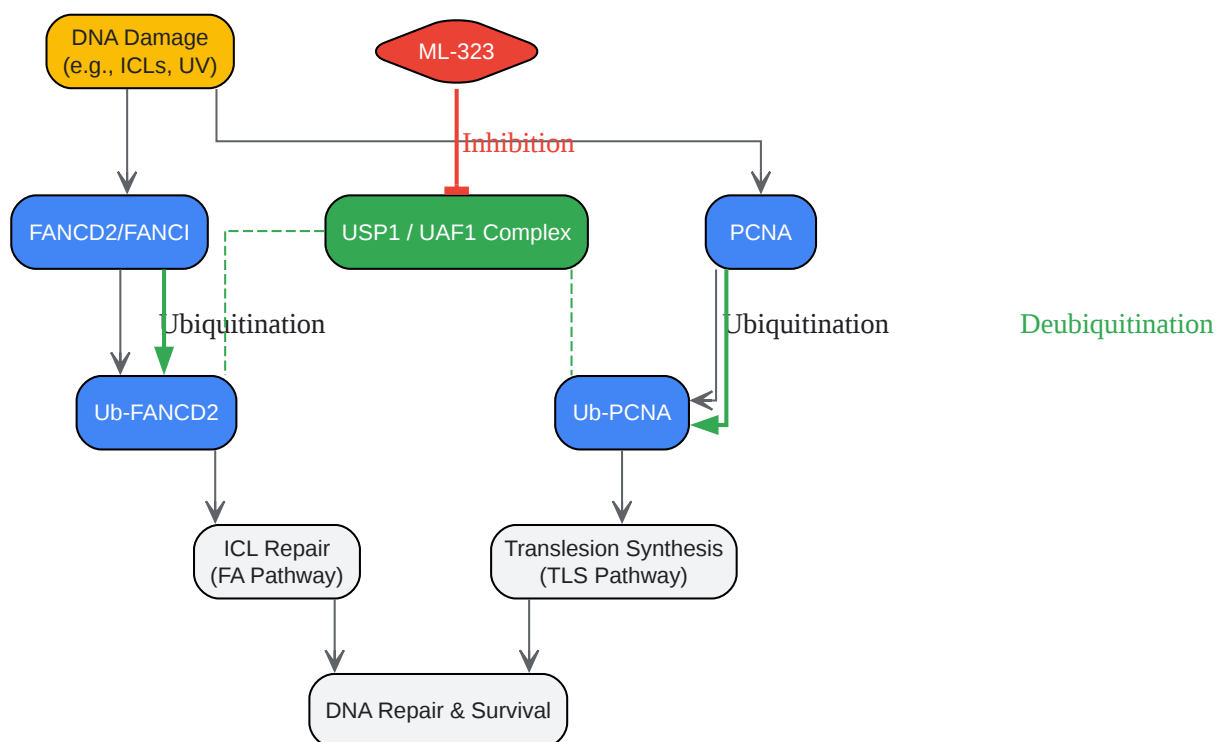 DNA Damage
(e.g., ICLs, UV)
ML-323
Inhibition
FANCD2/FANCI
USP1 / UAF1 Complex
PCNA
Ubiquitination
Ubiquitination
Deubiquitination
Ub-FANCD2
Ub-PCNA
ICL Repair
(FA Pathway)
Translesion Synthesis
(TLS Pathway)
DNA Repair & Survival